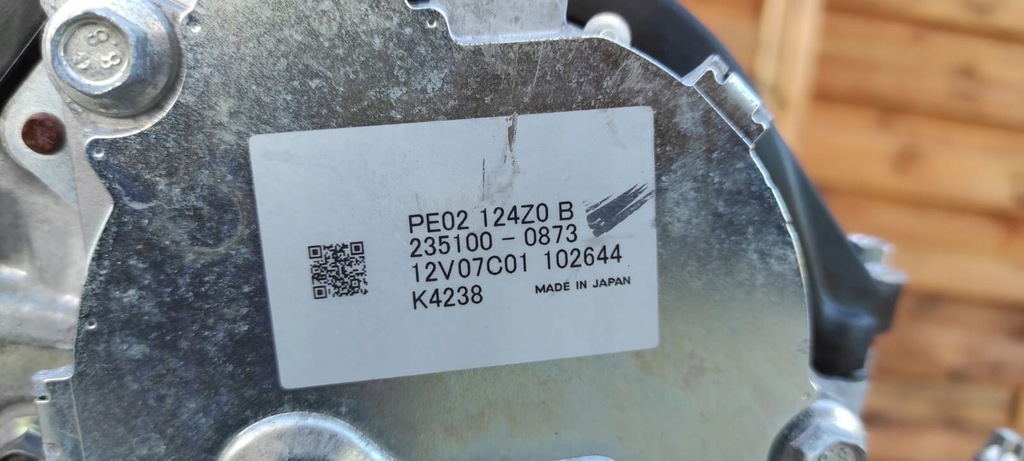 PE02 124Z0 B
235100-0873
12V07C01 102644
K4238
MADE IN JAPAN